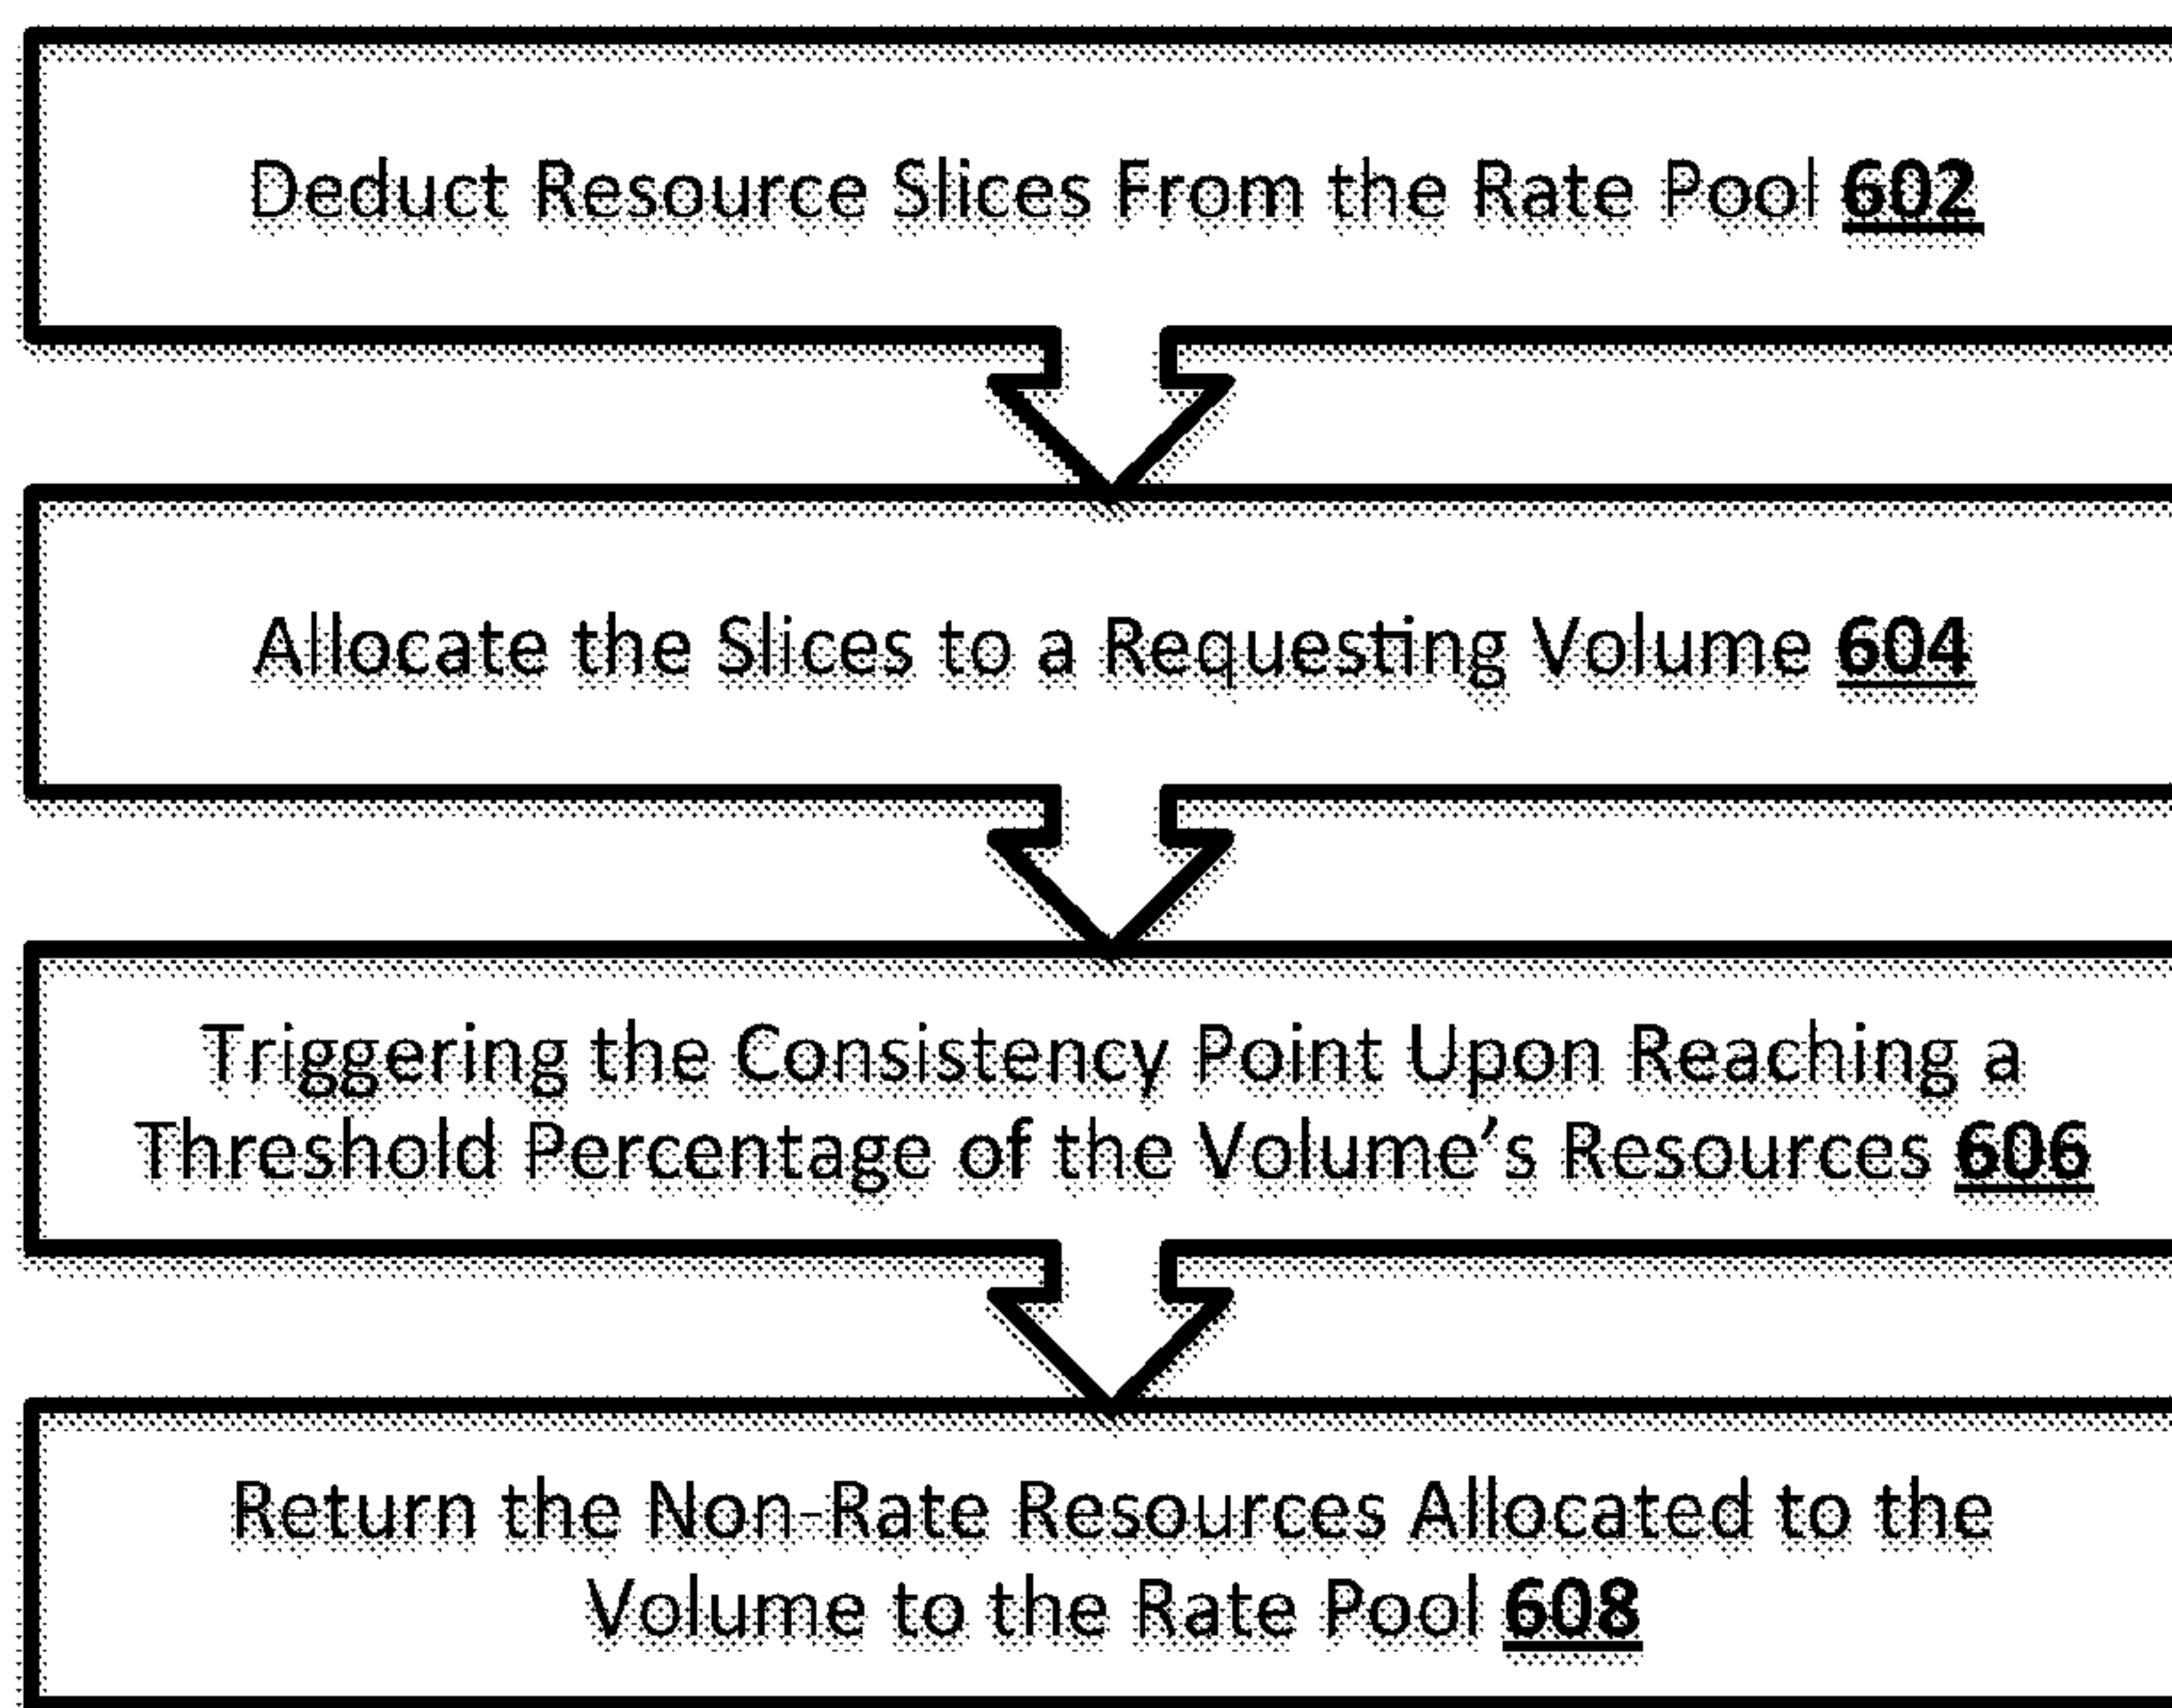 Deduct Resource Slices From the Rate Pool 602
Allocate the Slices to a Requesting Volume 604
Triggering the Consistency Point Upon Reaching a
Threshold Percentage of the Volume’s Resources 606
Return the Non-Rate Resources Allocated to the
Volume to the Rate Pool 608